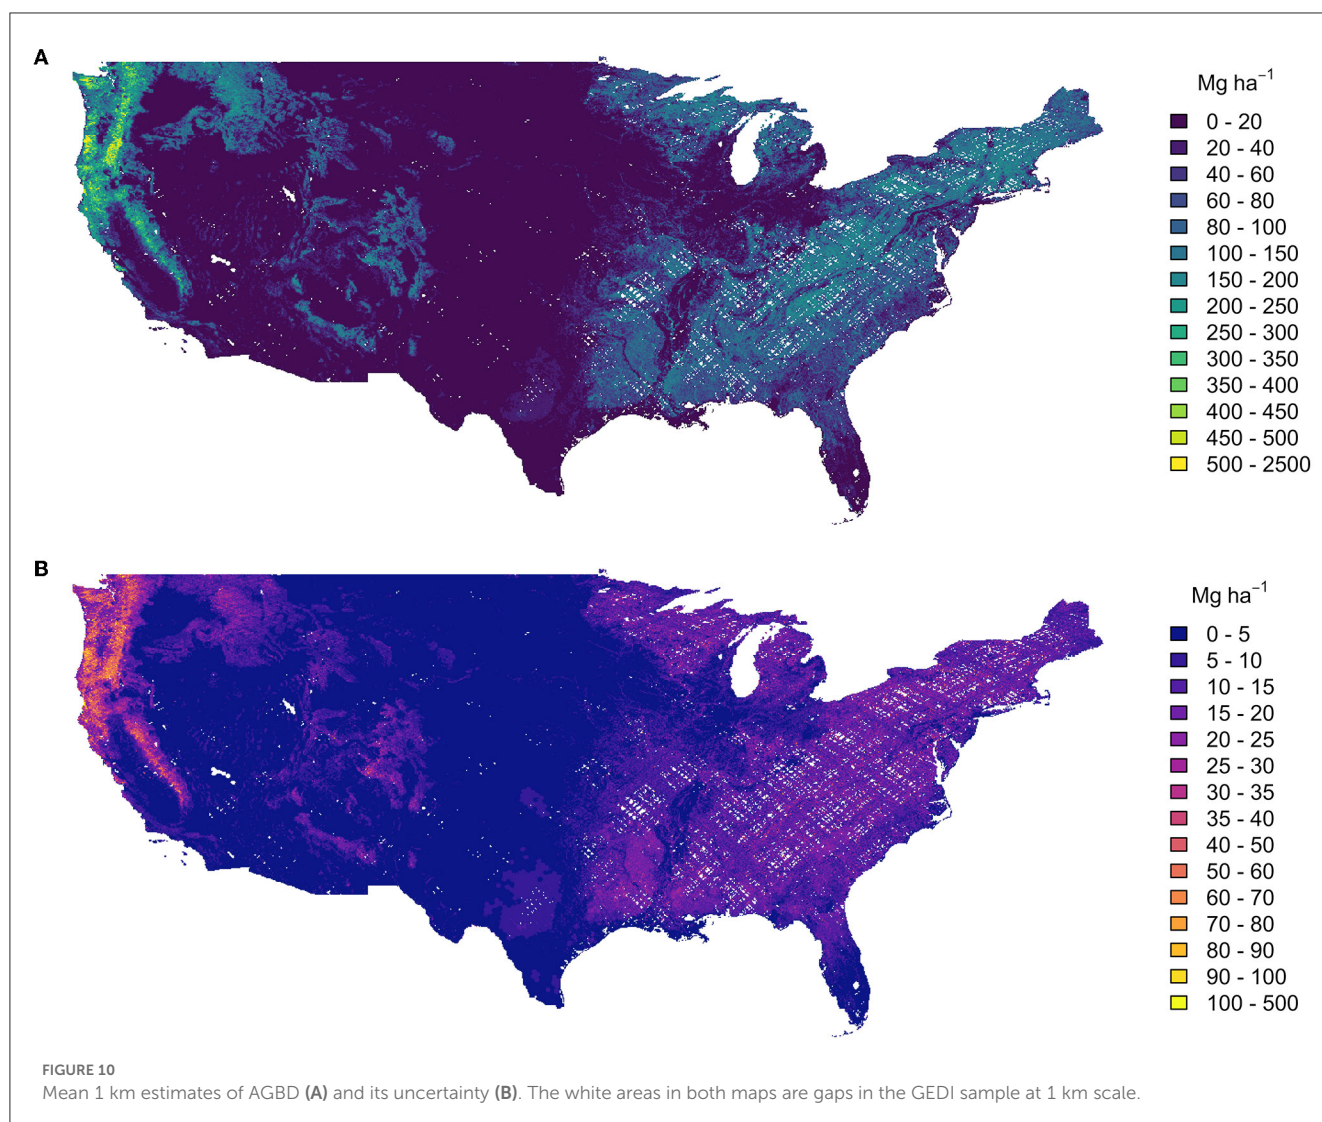 A
Mg ha⁻¹
0 - 20
20 - 40
40 - 60
60 - 80
80 - 100
100 - 150
150 - 200
200 - 250
250 - 300
300 - 350
350 - 400
400 - 450
450 - 500
500 - 2500
B
Mg ha⁻¹
0 - 5
5 - 10
10 - 15
15 - 20
20 - 25
25 - 30
30 - 35
35 - 40
40 - 50
50 - 60
60 - 70
70 - 80
80 - 90
90 - 100
100 - 500
FIGURE 10
Mean 1 km estimates of AGBD (A) and its uncertainty (B). The white areas in both maps are gaps in the GEDI sample at 1 km scale.